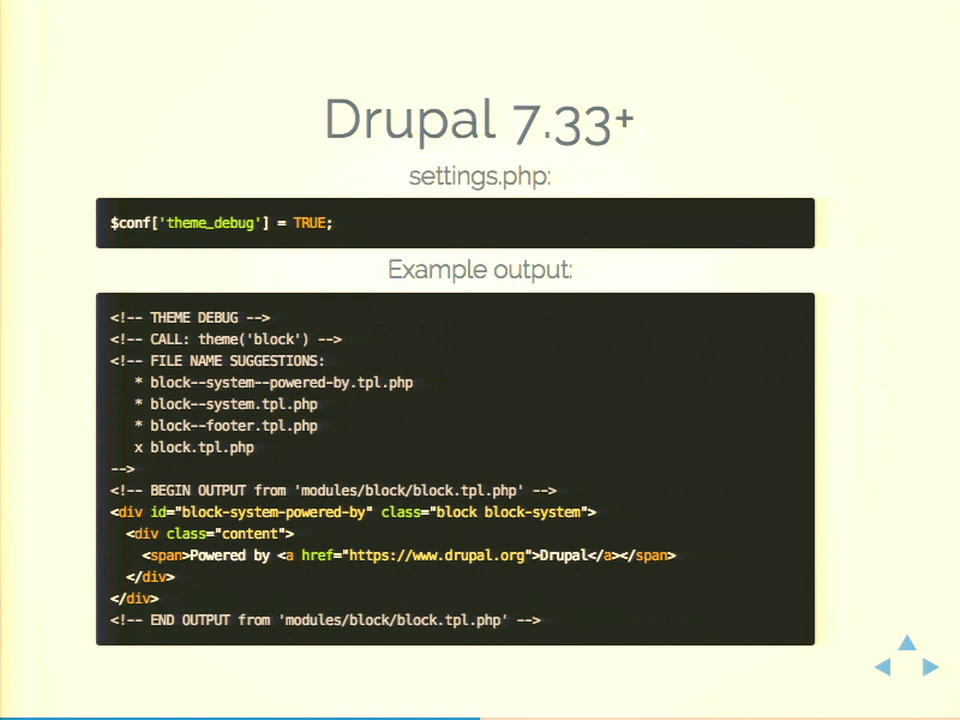 Drupal 7.33+
settings.php:
$conf['theme_debug'] = TRUE;
Example output:
<!-- THEME DEBUG -->
<!-- CALL: theme('block') -->
<!-- FILE NAME SUGGESTIONS:
   * block--system--powered-by.tpl.php
   * block--system.tpl.php
   * block--footer.tpl.php
   x block.tpl.php
-->
<!-- BEGIN OUTPUT from 'modules/block/block.tpl.php' -->
<div id="block-system-powered-by" class="block block-system">
  <div class="content">
    <span>Powered by <a href="https://www.drupal.org">Drupal</a></span>
  </div>
</div>
<!-- END OUTPUT from 'modules/block/block.tpl.php' -->